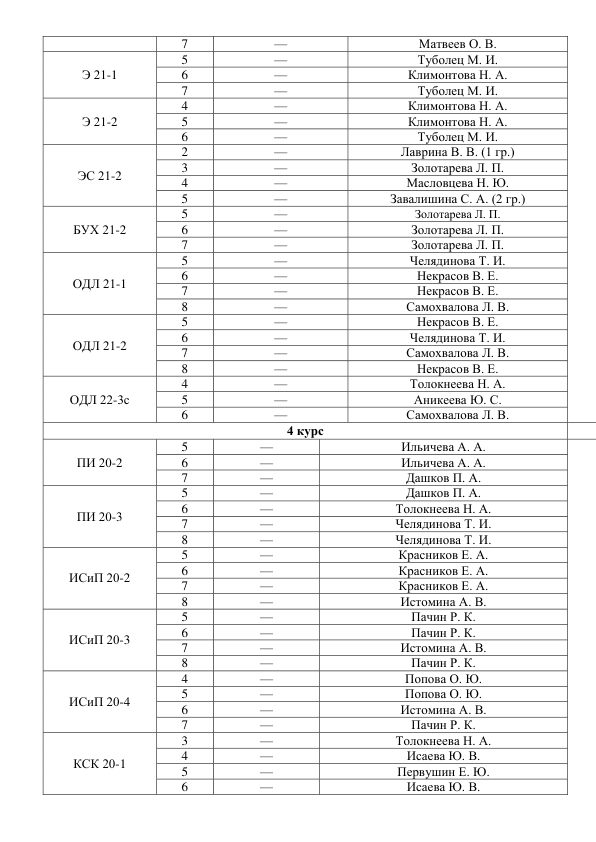 7 — Матвеев О. В.
Э 21-1
5 — Туболец М. И.
6 — Климонтова Н. А.
7 — Туболец М. И.
Э 21-2
4 — Климонтова Н. А.
5 — Климонтова Н. А.
6 — Туболец М. И.
ЭС 21-2
2 — Лаврина В. В. (1 гр.)
3 — Золотарева Л. П.
4 — Масловцева Н. Ю.
5 — Завалишина С. А. (2 гр.)
БУХ 21-2
5 — Золотарева Л. П.
6 — Золотарева Л. П.
7 — Золотарева Л. П.
ОДЛ 21-1
5 — Челядинова Т. И.
6 — Некрасов В. Е.
7 — Некрасов В. Е.
8 — Самохвалова Л. В.
ОДЛ 21-2
5 — Некрасов В. Е.
6 — Челядинова Т. И.
7 — Самохвалова Л. В.
8 — Некрасов В. Е.
ОДЛ 22-3с
4 — Толокнеева Н. А.
5 — Аникеева Ю. С.
6 — Самохвалова Л. В.
4 курс
ПИ 20-2
5 — Ильичева А. А.
6 — Ильичева А. А.
7 — Дашков П. А.
ПИ 20-3
5 — Дашков П. А.
6 — Толокнеева Н. А.
7 — Челядинова Т. И.
8 — Челядинова Т. И.
ИСиП 20-2
5 — Красников Е. А.
6 — Красников Е. А.
7 — Красников Е. А.
8 — Истомина А. В.
ИСиП 20-3
5 — Пачин Р. К.
6 — Пачин Р. К.
7 — Истомина А. В.
8 — Пачин Р. К.
ИСиП 20-4
4 — Попова О. Ю.
5 — Попова О. Ю.
6 — Истомина А. В.
7 — Пачин Р. К.
КСК 20-1
3 — Толокнеева Н. А.
4 — Исаева Ю. В.
5 — Первушин Е. Ю.
6 — Исаева Ю. В.